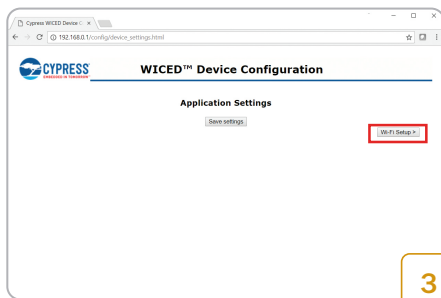 Cypress WICED Device C
192.168.0.1/config/device_settings.html
CYPRESS
EMBEDDED IN TOMORROW
WICED™ Device Configuration
Application Settings
Save settings
Wi-Fi Setup >
3